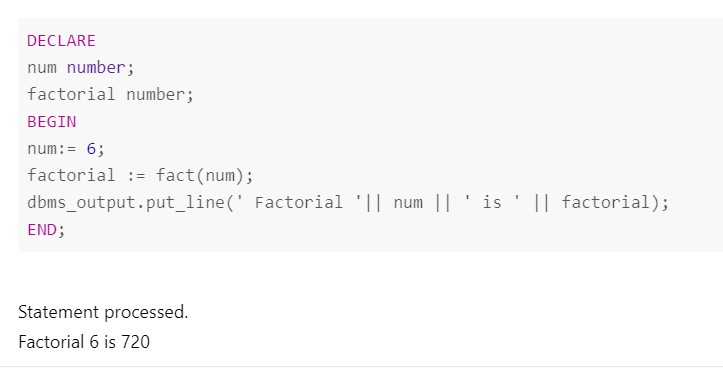 DECLARE
num number;
factorial number;
BEGIN
num:= 6;
factorial := fact(num);
dbms_output.put_line(' Factorial '|| num || ' is ' || factorial);
END;
Statement processed.
Factorial 6 is 720